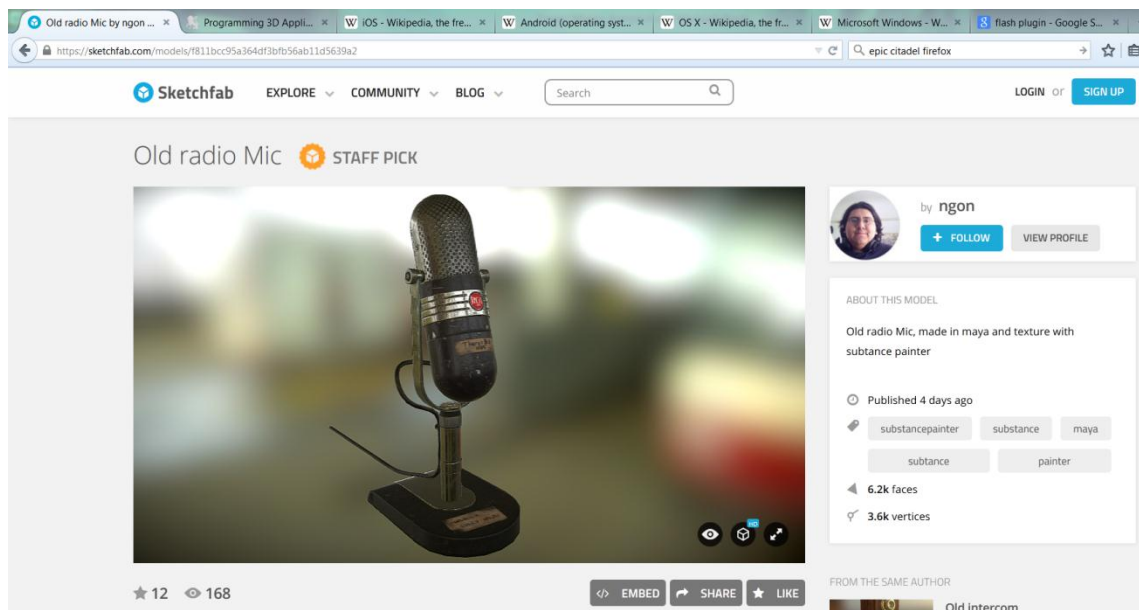 Old radio Mic by ngon ... ×
Programming 3D Appli... ×
W iOS - Wikipedia, the fre... ×
W Android (operating syst... ×
W OS X - Wikipedia, the fr... ×
W Microsoft Windows - W... ×
8 flash plugin - Google S... ×
https://sketchfab.com/models/f811bcc95a364df3bfb56ab11d5639a2
epic citadel firefox
Sketchfab
EXPLORE
COMMUNITY
BLOG
Search
LOGIN or
SIGN UP
Old radio Mic
STAFF PICK
by ngon
+ FOLLOW
VIEW PROFILE
ABOUT THIS MODEL
Old radio Mic, made in maya and texture with
subtance painter
Published 4 days ago
substancepainter substance maya
subtance painter
6.2k faces
3.6k vertices
HD
12 168
</> EMBED
SHARE
LIKE
FROM THE SAME AUTHOR
Old intercom